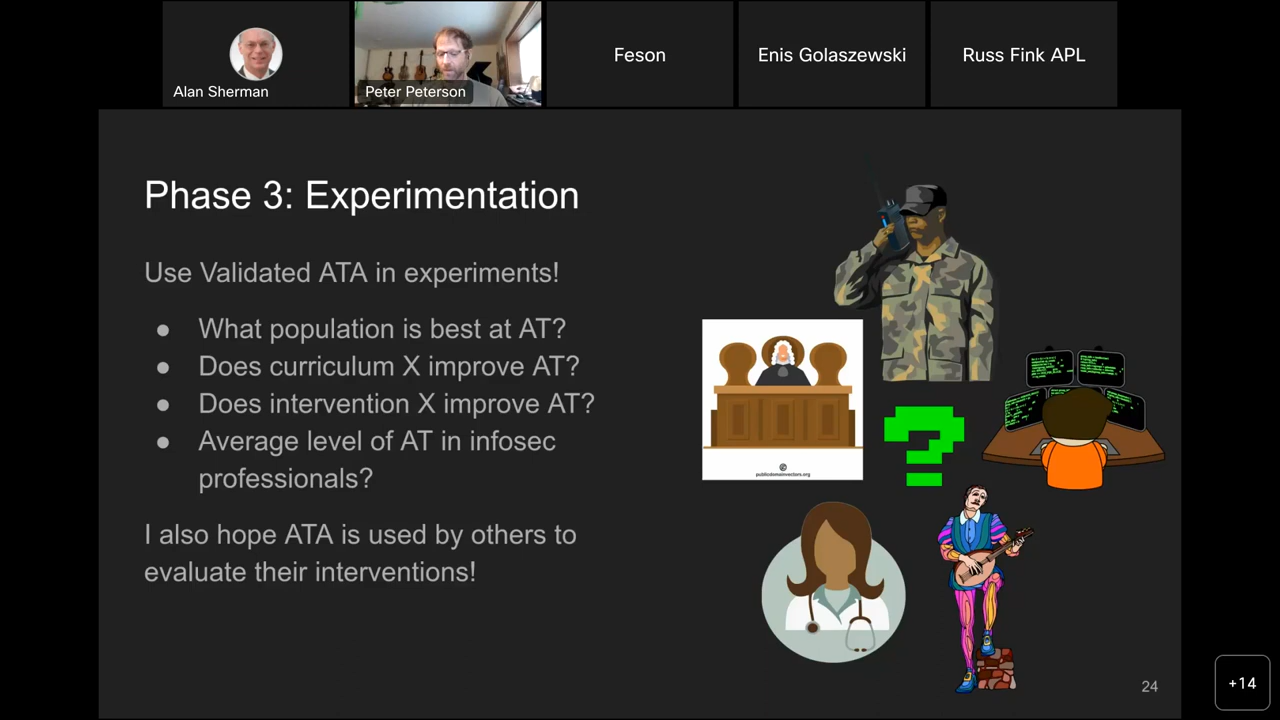 Alan Sherman
Peter Peterson
Feson
Enis Golaszewski
Russ Fink APL
Phase 3: Experimentation
Use Validated ATA in experiments!
● What population is best at AT?
● Does curriculum X improve AT?
● Does intervention X improve AT?
● Average level of AT in infosec
professionals?
I also hope ATA is used by others to
evaluate their interventions!
publicdomainvectors.org
?
24
+14